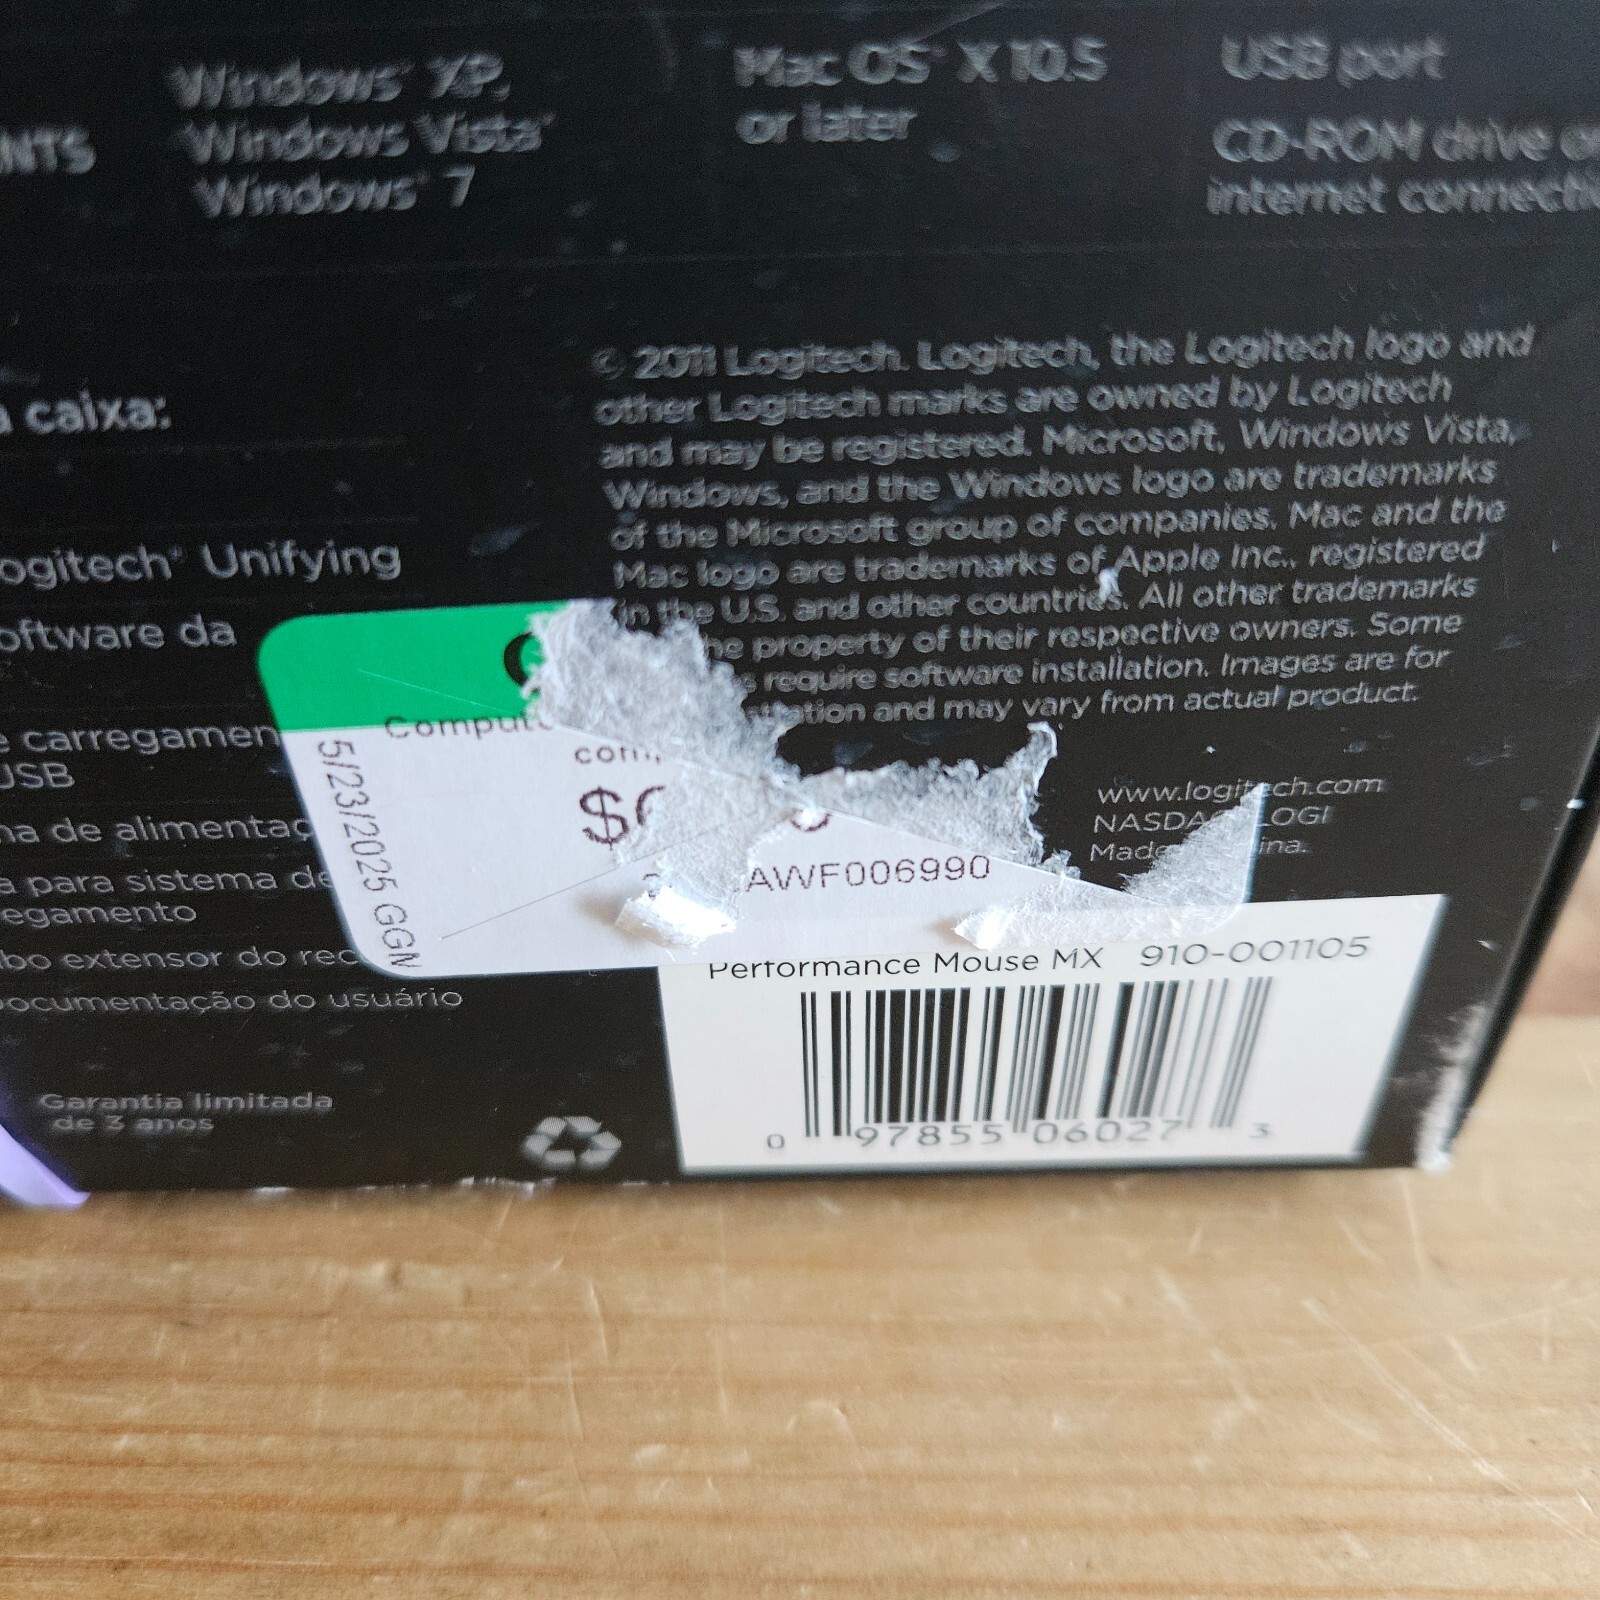 NTS
Windows XP,
Windows Vista
Windows 7
Mac OS X 10.5
or later
USB port
CD-ROM drive or
internet connecti
a caixa:
ogitech® Unifying
oftware da
e carregamen
USB
na de alimentaç
a para sistema de
egamento
bo extensor do rec
ocumentação do usuário
Garantia limitada
de 3 anos
© 2011 Logitech. Logitech, the Logitech logo and
other Logitech marks are owned by Logitech
and may be registered. Microsoft, Windows Vista,
Windows, and the Windows logo are trademarks
of the Microsoft group of companies. Mac and the
Mac logo are trademarks of Apple Inc., registered
in the U.S. and other countries. All other trademarks
he property of their respective owners. Some
s require software installation. Images are for
tration and may vary from actual product.
www.logitech.com
NASDA LOGI
Made ina.
Compute
com
$
AWF006990
5/23/2025 GGN
Performance Mouse MX 910-001105
0 97855 06027 3